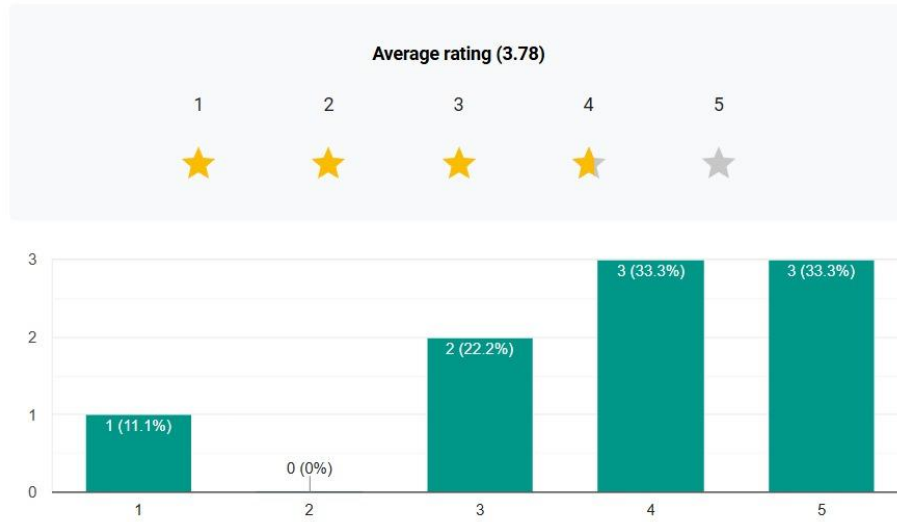 Average rating (3.78)
1 2 3 4 5
3
3 (33.3%) 3 (33.3%)
2
2 (22.2%)
1
1 (11.1%)
0 (0%)
0
1 2 3 4 5